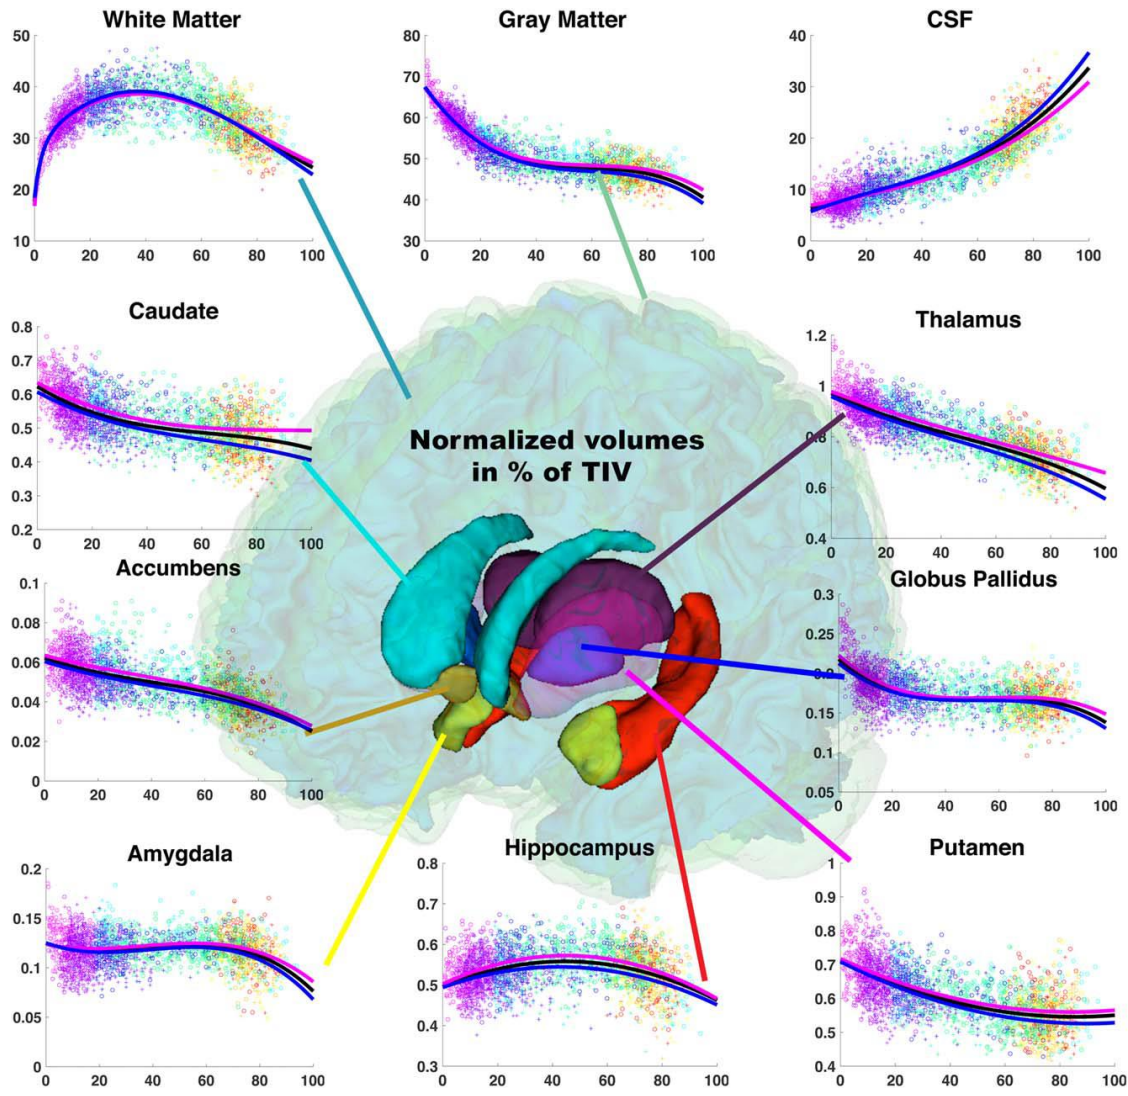 White Matter
50
40
30
20
10
0 20 40 60 80 100
Gray Matter
80
70
60
50
40
30
0 20 40 60 80 100
CSF
40
30
20
10
0
0 20 40 60 80 100
Caudate
0.8
0.7
0.6
0.5
0.4
0.3
0.2
0 20 40 60 80 100
Normalized volumes
in % of TIV
Thalamus
1.2
1
0.8
0.6
0.4
0 20 40 60 80 100
Accumbens
0.1
0.08
0.06
0.04
0.02
0
0 20 40 60 80 100
Globus Pallidus
0.3
0.25
0.2
0.15
0.1
0.05
0 20 40 60 80 100
Amygdala
0.2
0.15
0.1
0.05
0
0 20 40 60 80 100
Hippocampus
0.8
0.7
0.6
0.5
0.4
0.3
0 20 40 60 80 100
Putamen
1
0.9
0.8
0.7
0.6
0.5
0.4
0 20 40 60 80 100